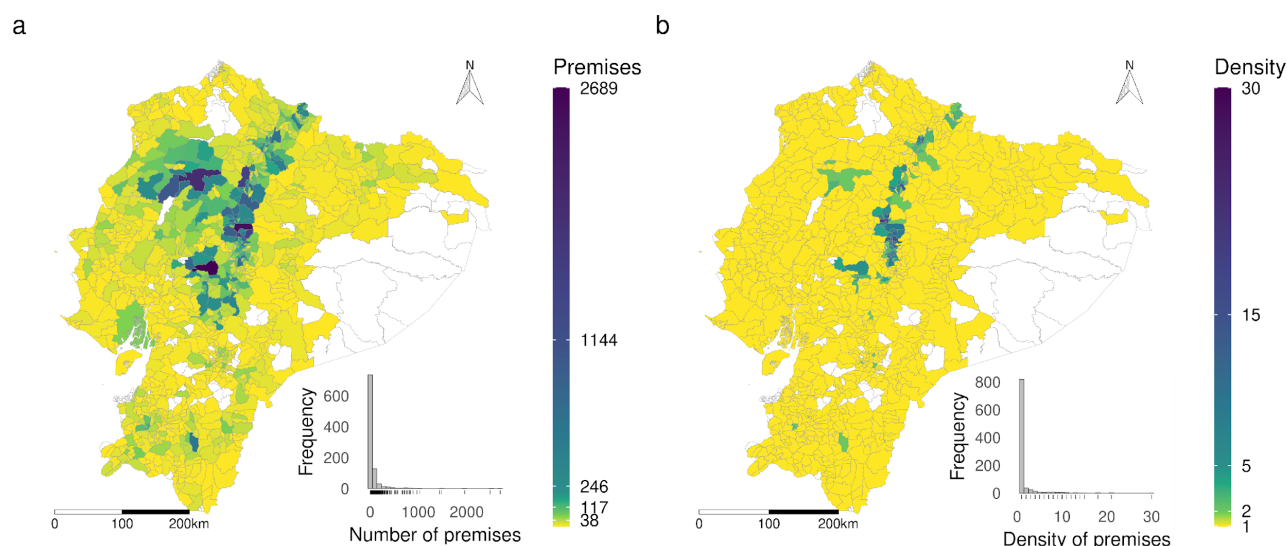 a
N
Premises
2689
1144
246
117
38
Frequency
600
400
200
0
0 1000 2000
Number of premises
0 100 200km
b
N
Density
30
15
5
2
1
Frequency
800
600
400
200
0
0 10 20 30
Density of premises
0 100 200km